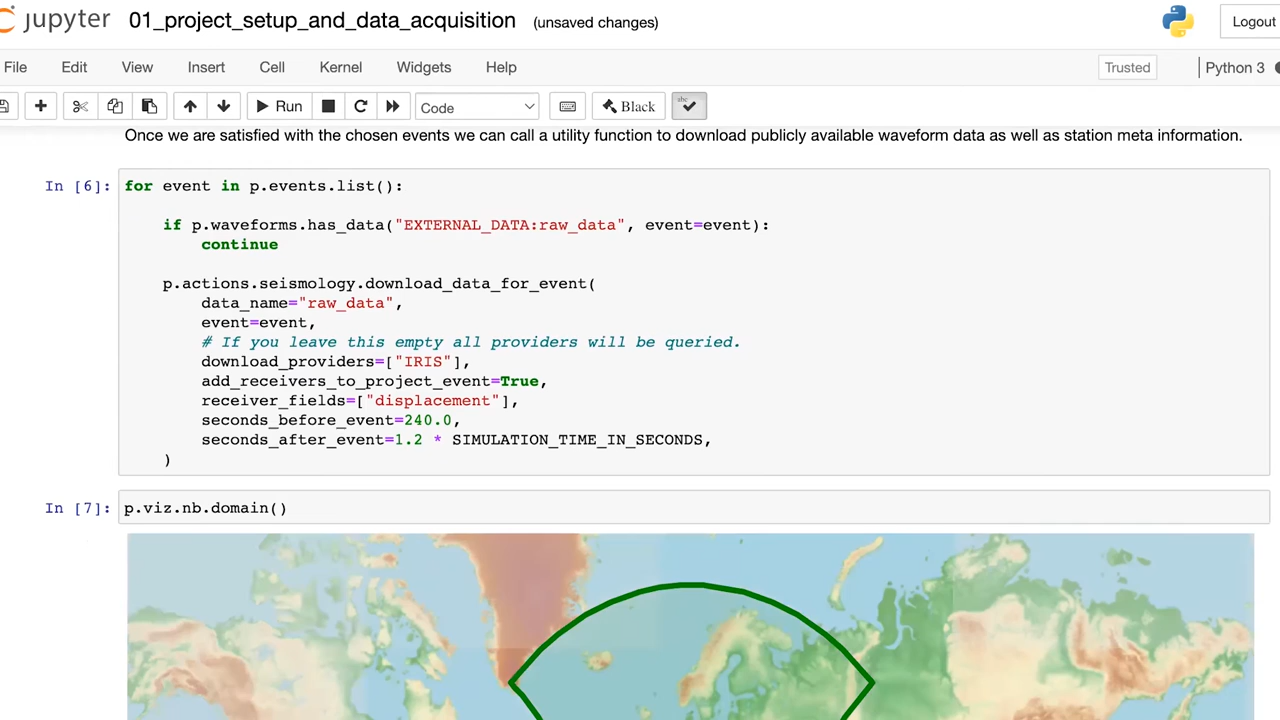 jupyter 01_project_setup_and_data_acquisition (unsaved changes)
Logout
File Edit View Insert Cell Kernel Widgets Help
Trusted
Python 3
Run
Code
Black
abc
Once we are satisfied with the chosen events we can call a utility function to download publicly available waveform data as well as station meta information.
In [6]:
for event in p.events.list():
if p.waveforms.has_data("EXTERNAL_DATA:raw_data", event=event):
continue
p.actions.seismology.download_data_for_event(
data_name="raw_data",
event=event,
# If you leave this empty all providers will be queried.
download_providers=["IRIS"],
add_receivers_to_project_event=True,
receiver_fields=["displacement"],
seconds_before_event=240.0,
seconds_after_event=1.2 * SIMULATION_TIME_IN_SECONDS,
)
In [7]:
p.viz.nb.domain()